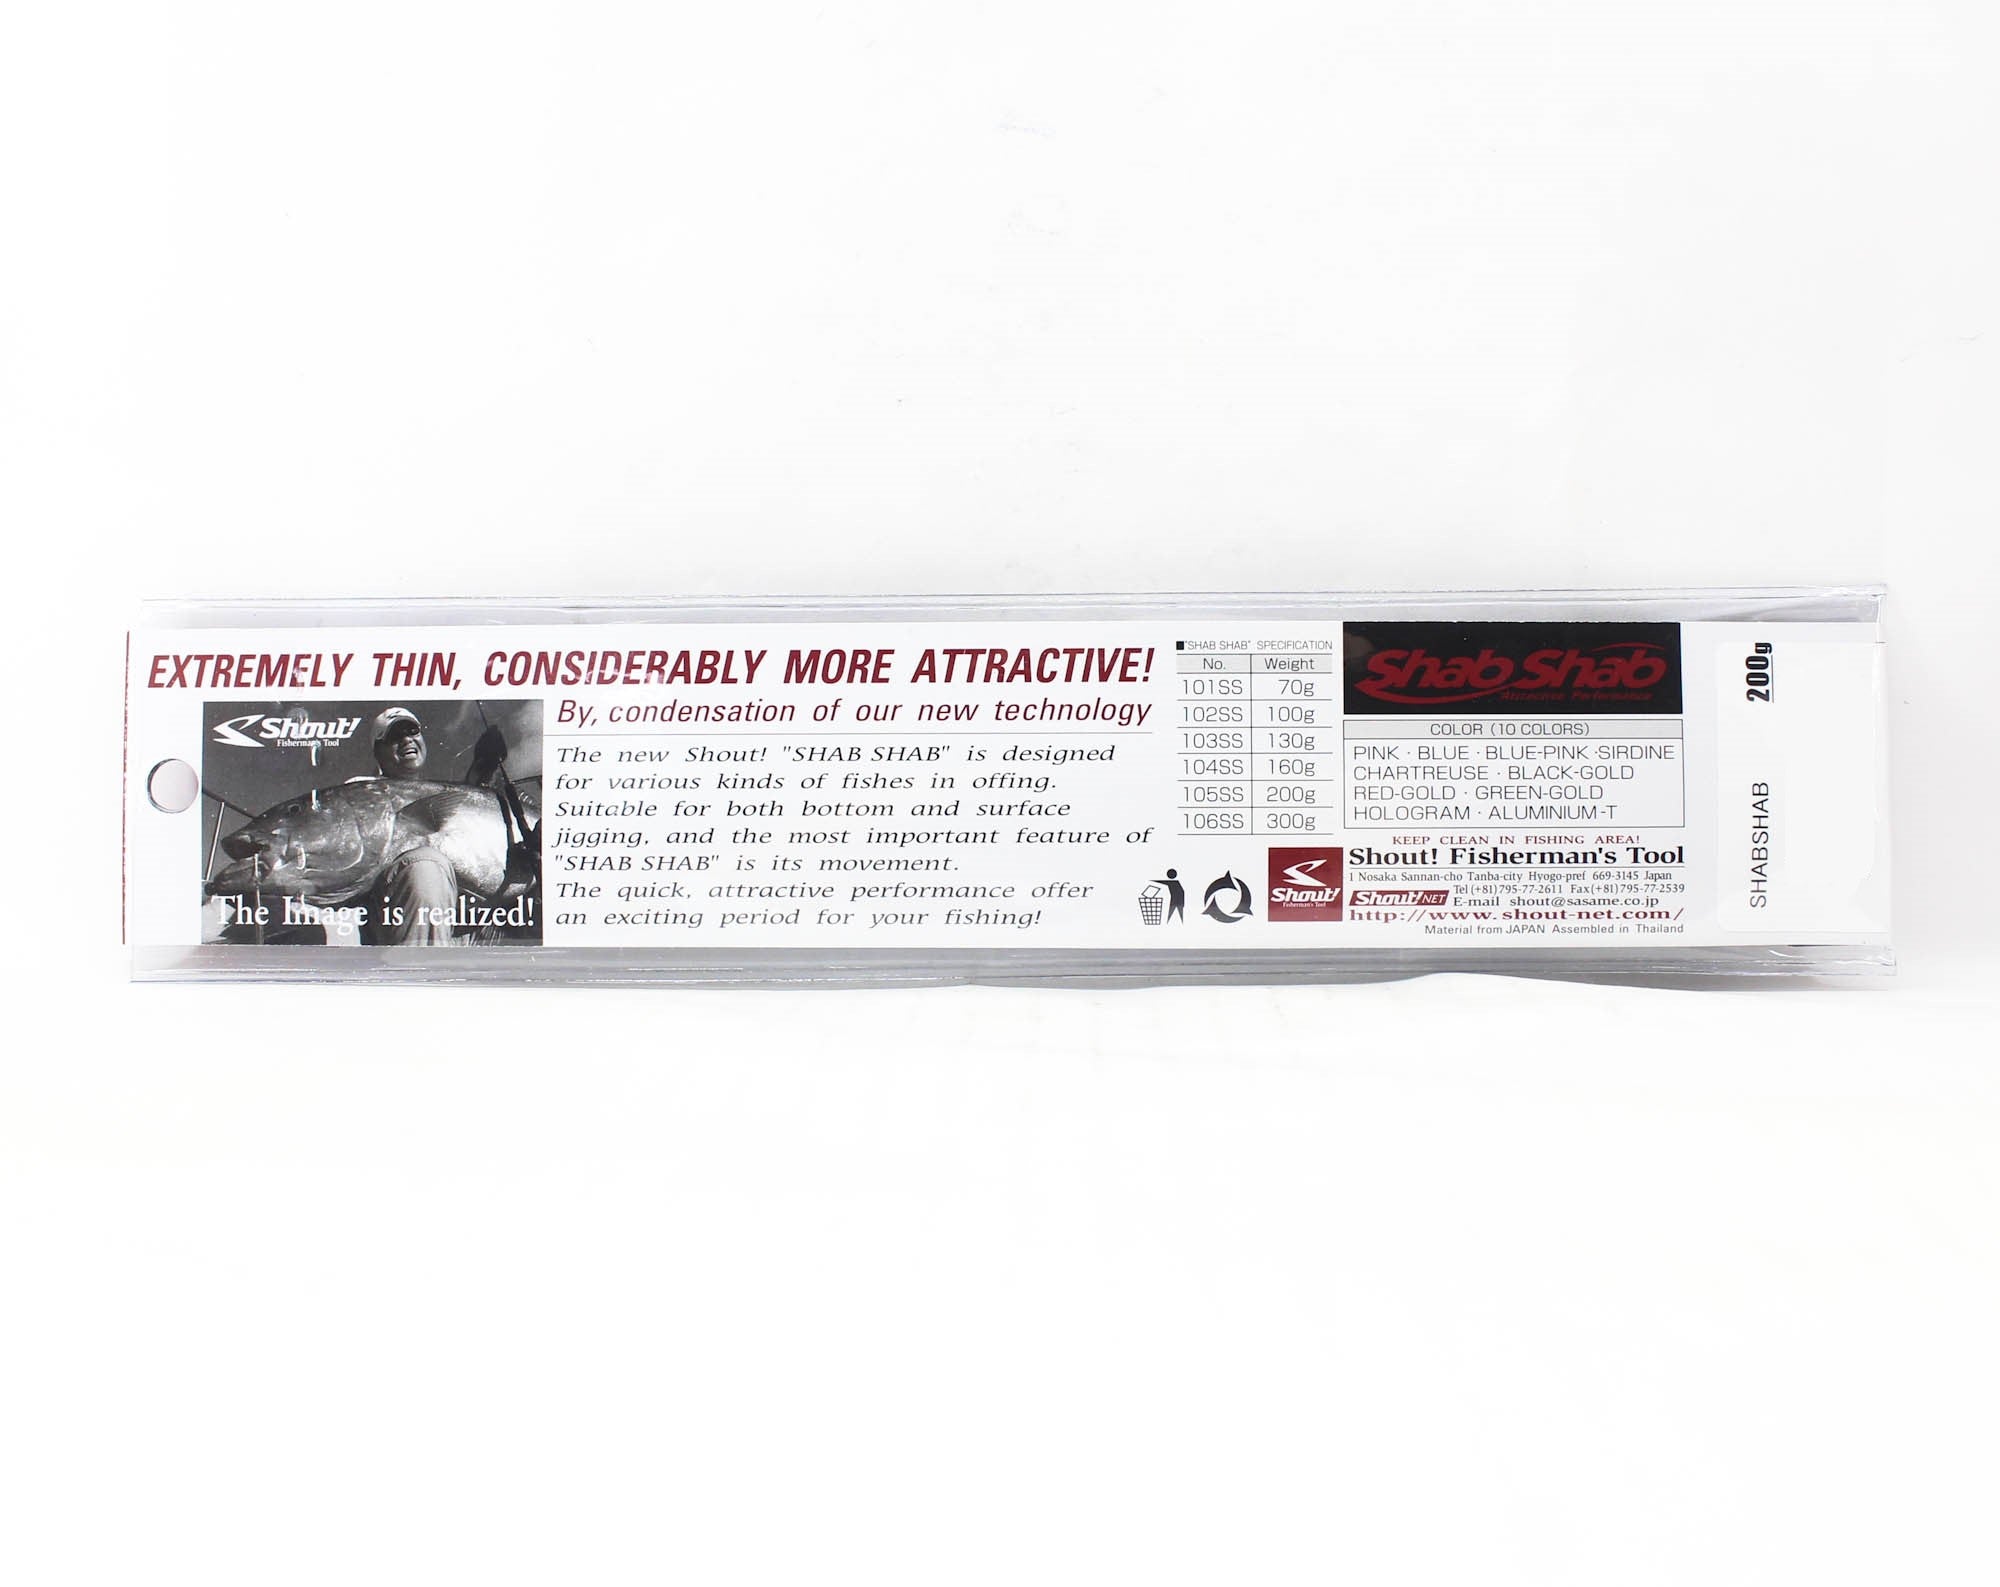 EXTREMELY THIN, CONSIDERABLY MORE ATTRACTIVE!
By, condensation of our new technology
Shout!
Fisherman's Tool
The Image is realized!
The new Shout! "SHAB SHAB" is designed
for various kinds of fishes in offing.
Suitable for both bottom and surface
jigging, and the most important feature of
"SHAB SHAB" is its movement.
The quick, attractive performance offer
an exciting period for your fishing!
■"SHAB SHAB" SPECIFICATION
No. Weight
101SS 70g
102SS 100g
103SS 130g
104SS 160g
105SS 200g
106SS 300g
Shab Shab
Attractive Performance
COLOR (10 COLORS)
PINK · BLUE · BLUE-PINK ·SIRDINE
CHARTREUSE · BLACK-GOLD
RED-GOLD · GREEN-GOLD
HOLOGRAM · ALUMINIUM-T
KEEP CLEAN IN FISHING AREA!
Shout! Fisherman's Tool
1 Nosaka Sannan-cho Tanba-city Hyogo-pref 669-3145 Japan
Tel(+81)795-77-2611 Fax(+81)795-77-2539
Shout!NET E-mail shout@sasame.co.jp
http://www.shout-net.com/
Material from JAPAN Assembled in Thailand
Shout!
Fisherman's Tool
SHABSHAB 200g